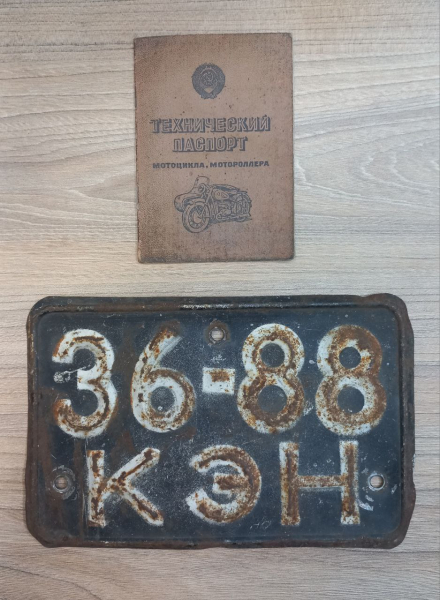 ТЕХНИЧЕСКИЙ
ПАСПОРТ
МОТОЦИКЛА, МОТОРОЛЛЕРА
36-88
КЭН